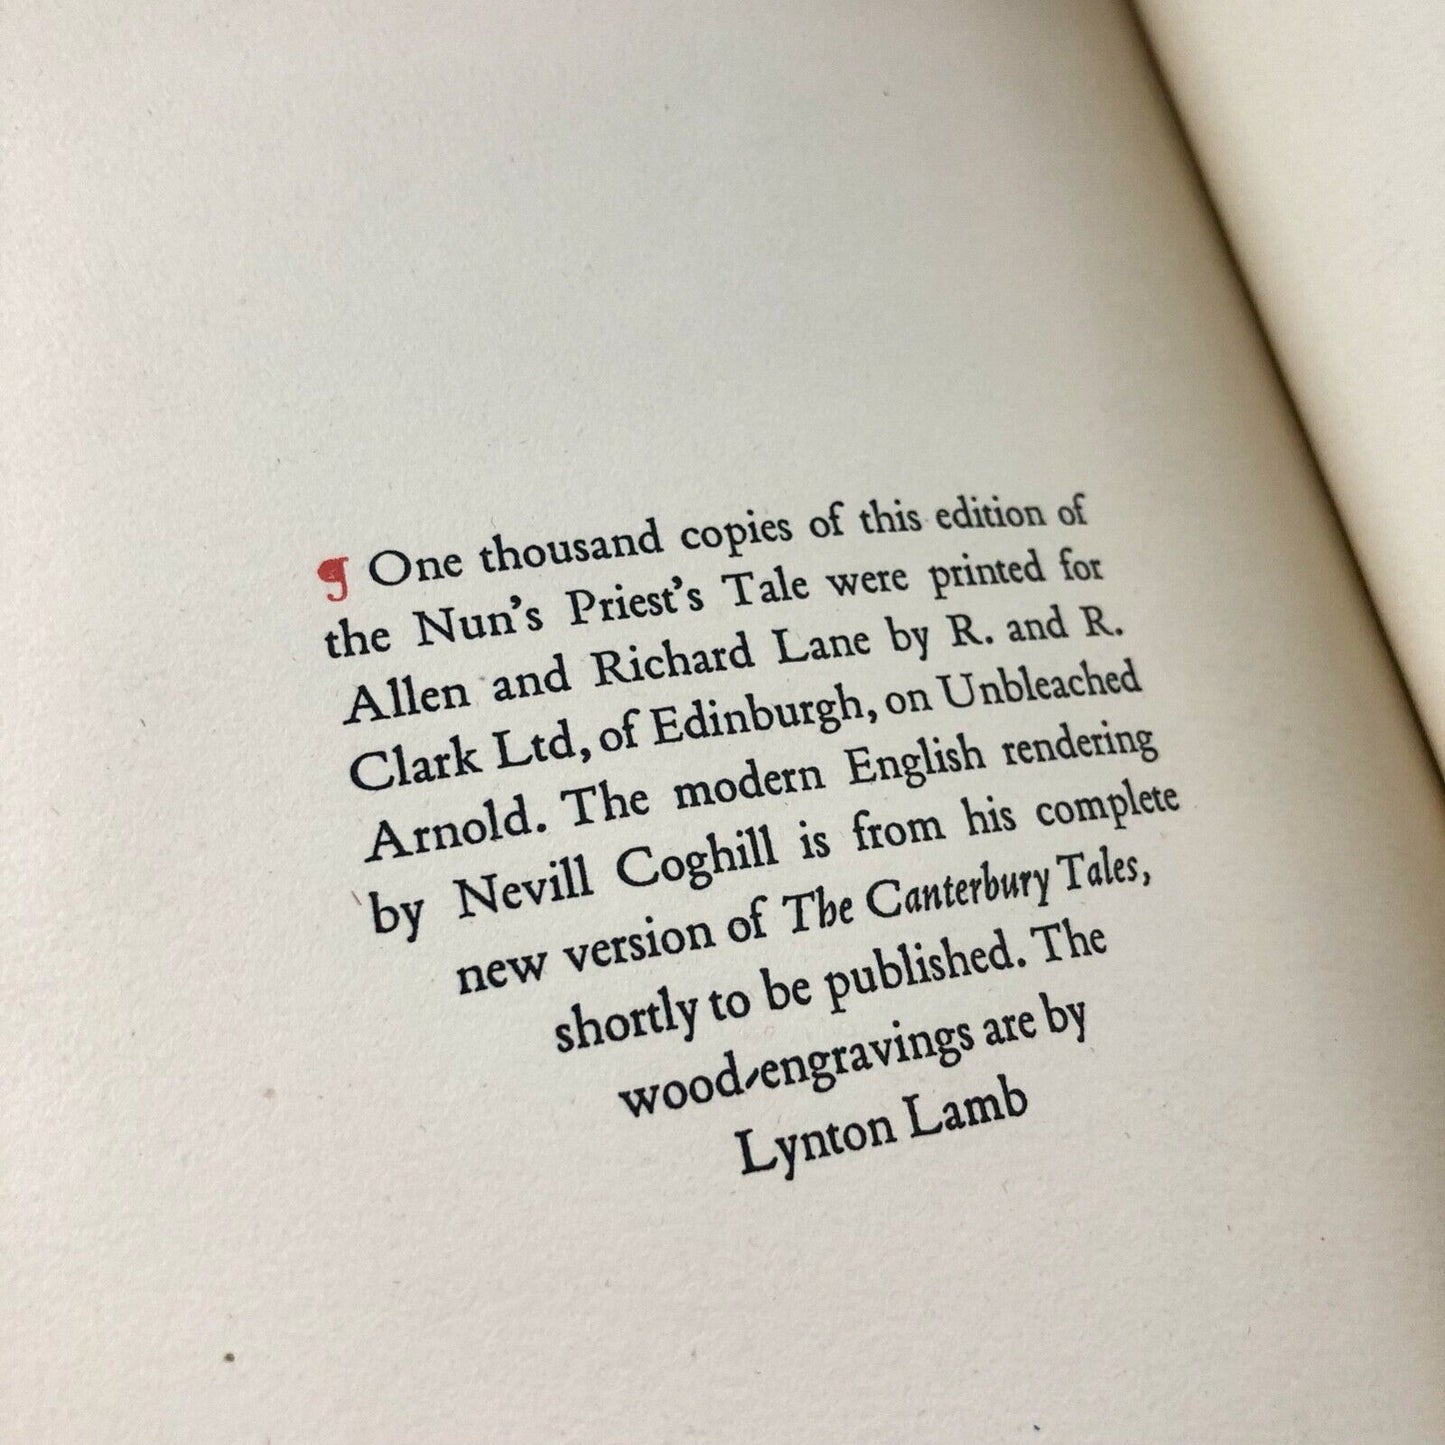 ¶ One thousand copies of this edition of
the Nun's Priest's Tale were printed for
Allen and Richard Lane by R. and R.
Clark Ltd, of Edinburgh, on Unbleached
Arnold. The modern English rendering
by Nevill Coghill is from his complete
new version of The Canterbury Tales,
shortly to be published. The
wood-engravings are by
Lynton Lamb